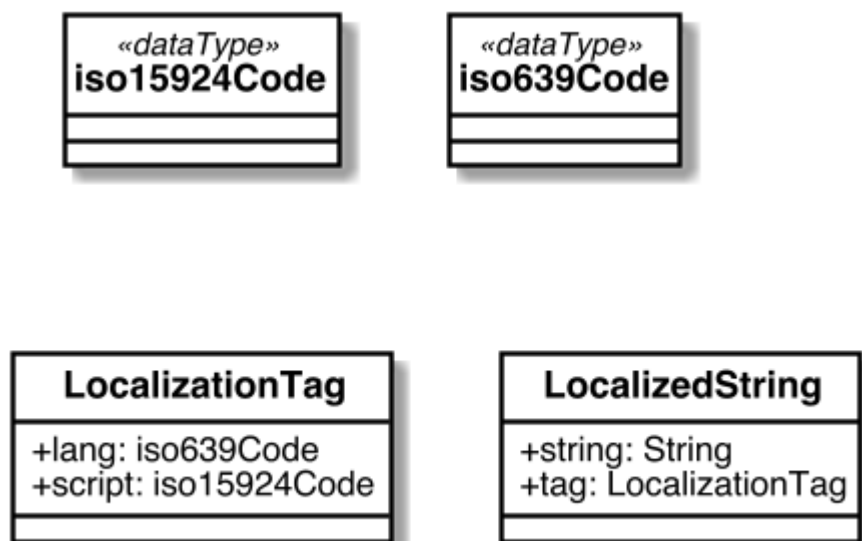 «dataType»
iso15924Code
«dataType»
iso639Code
LocalizationTag
+lang: iso639Code
+script: iso15924Code
LocalizedString
+string: String
+tag: LocalizationTag